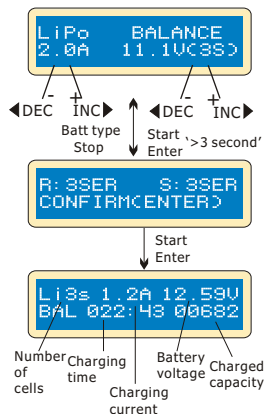 LiPo BALANCE
2.0A 11.1V(3S)
- + - +
◀DEC INC▶ ◀DEC INC▶
Batt type Start
Stop Enter '>3 second'
R:3SER S:3SER
CONFIRM(ENTER)
Start
Enter
Li3s 1.2A 12.59V
BAL 022:43 00682
Number of cells
Charging time
Charging current
Battery voltage
Charged capacity